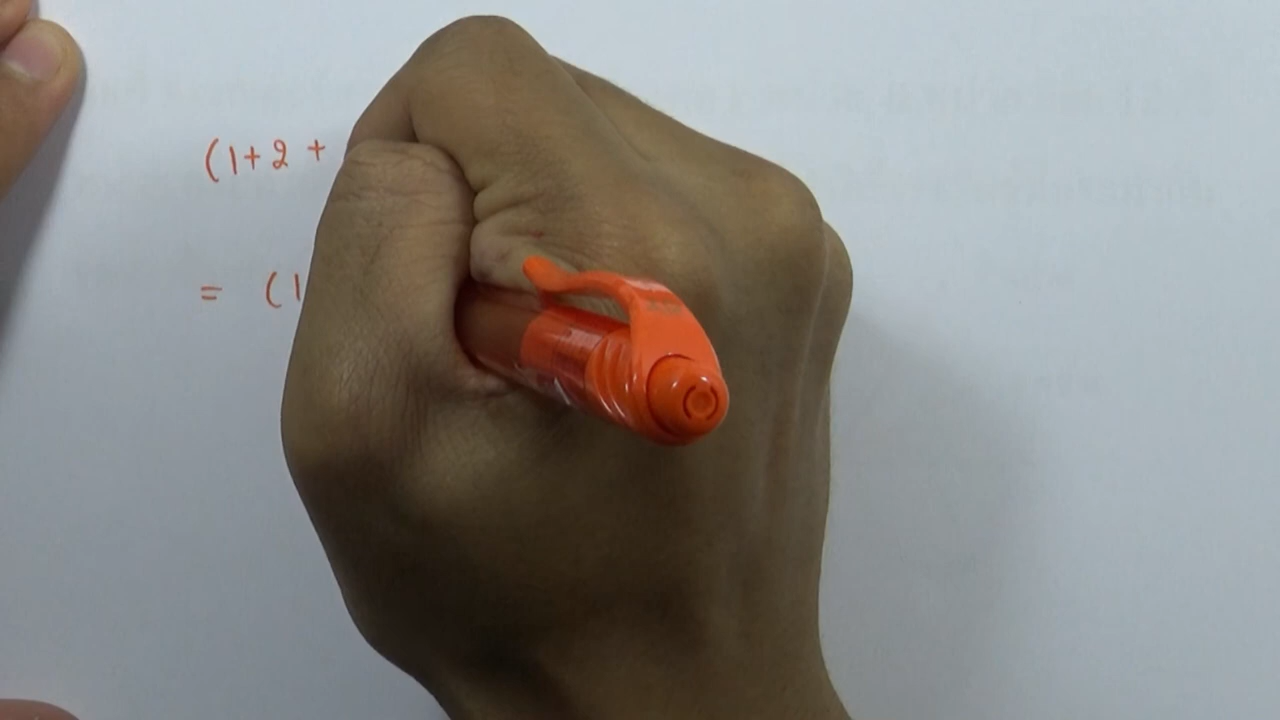 (1+2 +
= (1